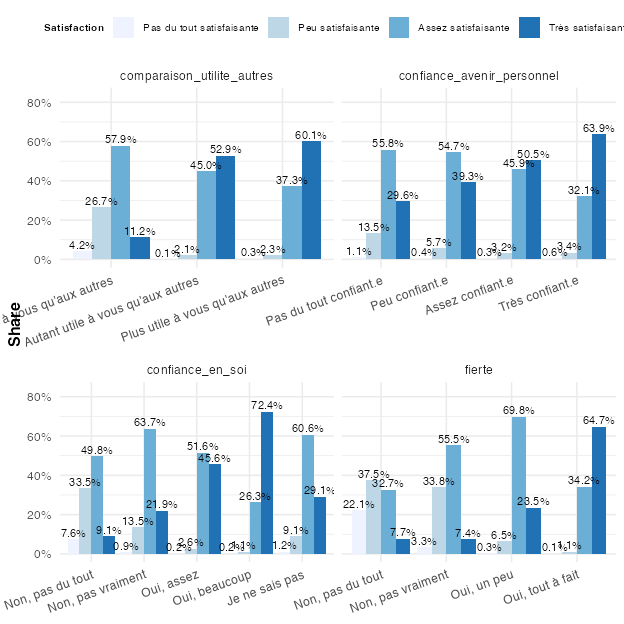 Satisfaction Pas du tout satisfaisante Peu satisfaisante Assez satisfaisante Très satisfaisan
comparaison_utilite_autres
80%
60%
40%
20%
0%
4.2% 26.7% 57.9% 11.2%
0.1% 2.1% 45.0% 52.9%
0.3% 2.3% 37.3% 60.1%
à vous qu'aux autres
Autant utile à vous qu'aux autres
Plus utile à vous qu'aux autres
confiance_avenir_personnel
1.1% 13.5% 55.8% 29.6%
0.4% 5.7% 54.7% 39.3%
0.3% 3.2% 45.9% 50.5%
0.6% 3.4% 32.1% 63.9%
Pas du tout confiant.e
Peu confiant.e
Assez confiant.e
Très confiant.e
Share
confiance_en_soi
80%
60%
40%
20%
0%
7.6% 33.5% 49.8% 9.1%
0.9% 13.5% 63.7% 21.9%
0.2% 2.6% 51.6% 45.6%
0.2% 1.1% 26.3% 72.4%
1.2% 9.1% 60.6% 29.1%
Non, pas du tout
Non, pas vraiment
Oui, assez
Oui, beaucoup
Je ne sais pas
fierte
22.1% 37.5% 32.7% 7.7%
3.3% 33.8% 55.5% 7.4%
0.3% 6.5% 69.8% 23.5%
0.1% 1.1% 34.2% 64.7%
Non, pas du tout
Non, pas vraiment
Oui, un peu
Oui, tout à fait